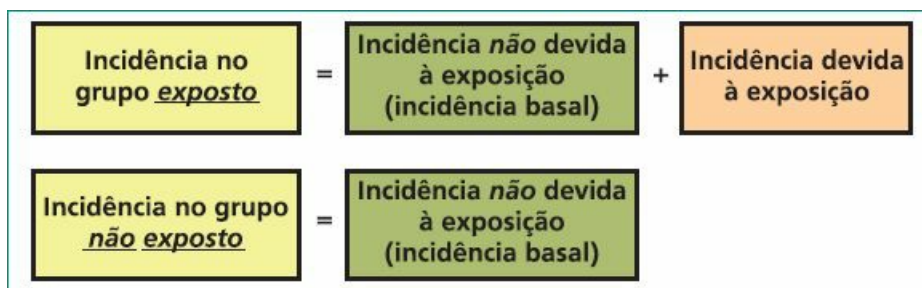 Incidência no
grupo exposto
=
Incidência não devida
à exposição
(incidência basal)
+
Incidência devida
à exposição
Incidência no grupo
não exposto
=
Incidência não devida
à exposição
(incidência basal)